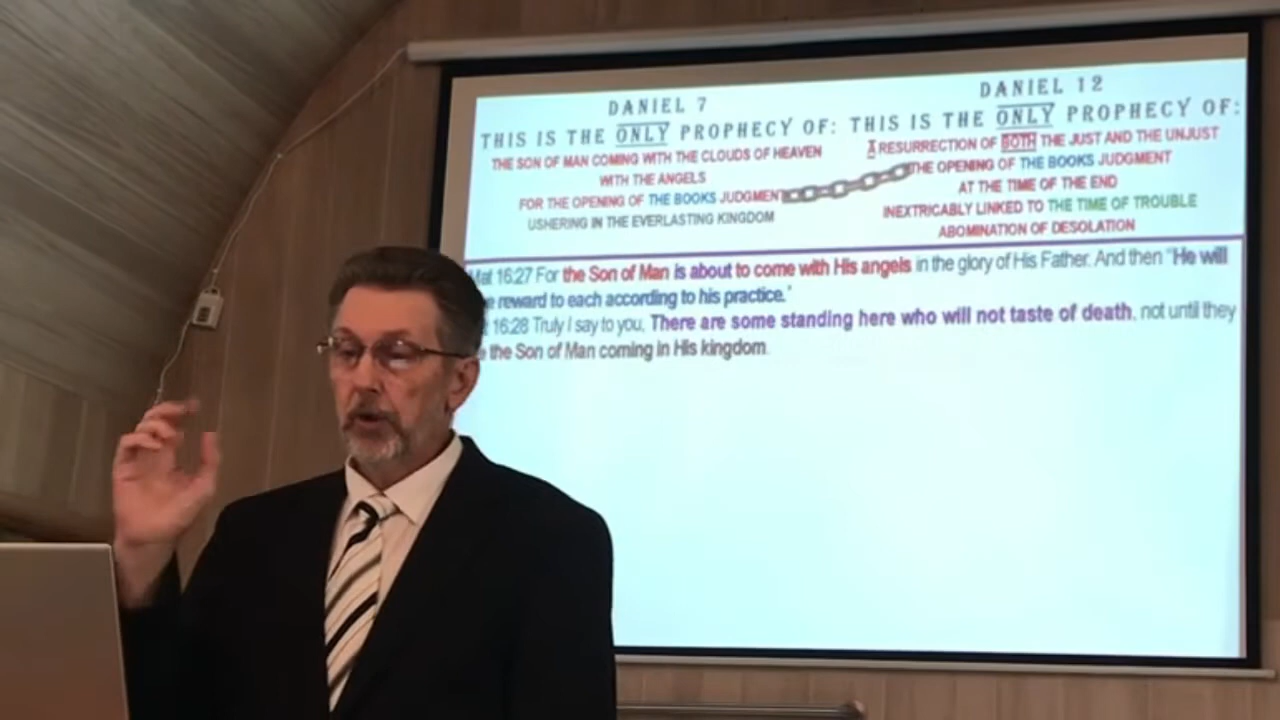 DANIEL 7
THIS IS THE ONLY PROPHECY OF:
THE SON OF MAN COMING WITH THE CLOUDS OF HEAVEN
WITH THE ANGELS
FOR THE OPENING OF THE BOOKS JUDGMENT
USHERING IN THE EVERLASTING KINGDOM
DANIEL 12
THIS IS THE ONLY PROPHECY OF:
A RESURRECTION OF BOTH THE JUST AND THE UNJUST
THE OPENING OF THE BOOKS JUDGMENT
AT THE TIME OF THE END
INEXTRICABLY LINKED TO THE TIME OF TROUBLE
ABOMINATION OF DESOLATION
Mat 16:27 For the Son of Man is about to come with His angels in the glory of His Father. And then "He will
reward to each according to his practice."
16:28 Truly I say to you, There are some standing here who will not taste of death, not until they
the Son of Man coming in His kingdom.